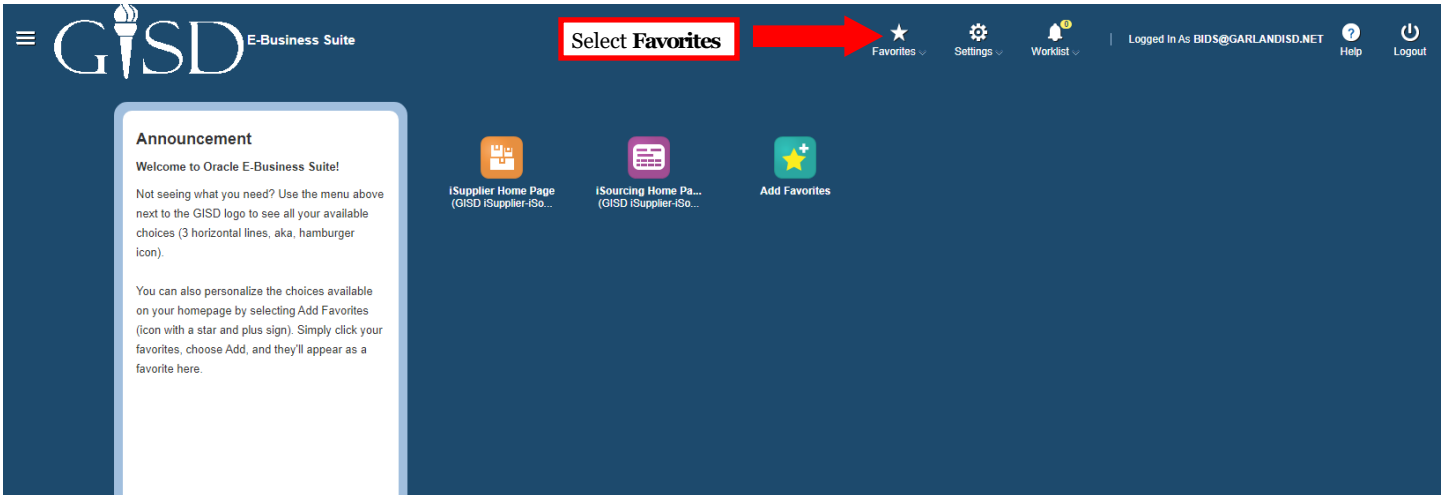 GISD
E-Business Suite
Select Favorites
Favorites
Settings
0
Worklist
Logged In As BIDS@GARLANDISD.NET
?
Help
Logout
Announcement
Welcome to Oracle E-Business Suite!
Not seeing what you need? Use the menu above
next to the GISD logo to see all your available
choices (3 horizontal lines, aka, hamburger
icon).
You can also personalize the choices available
on your homepage by selecting Add Favorites
(icon with a star and plus sign). Simply click your
favorites, choose Add, and they'll appear as a
favorite here.
iSupplier Home Page
(GISD iSupplier-iSo...
iSourcing Home Pa...
(GISD iSupplier-iSo...
Add Favorites